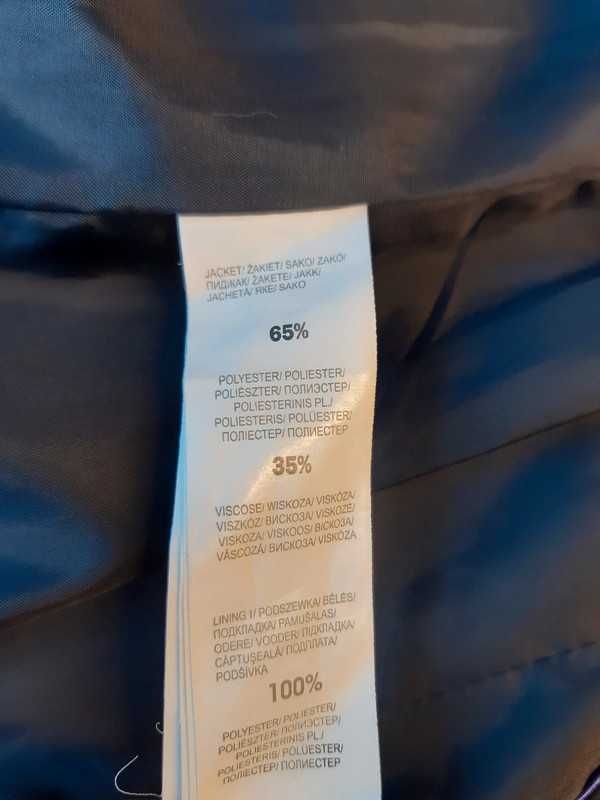 JACKET/ ŻAKIET/ SAKO/ ZAKÓ/
ПИДЖАК/ ŽAKETE/ JAKK/
JACHETĂ/ SAKO
65%
POLYESTER/ POLIESTER/
POLIÉSZTER/ ПОЛИЭСТЕР/
POLIESTERINIS PL./
POLIESTERIS/ POLÜESTER/
ПОЛІЕСТЕР/ ПОЛИЕСТЕР
35%
VISCOSE/ WISKOZA/ VISKÓZA/
VISZKÓZ/ ВИСКОЗА/ VISKOZĖ/
VISKOZA/ VISKOOS/ ВІСКОЗА/
VÂSCOZĂ/ ВИСКОЗА/ VISKÓZA
LINING I/ PODSZEWKA/ BÉLÉS/
ПОДКЛАДКА/ PAMUŠALAS/
ODERE/ VOODER/ ПІДКЛАДКА/
CĂPTUȘEALĂ/ ПОДПЛАТА/
PODŠÍVKA
100%
POLYESTER/ POLIESTER/
POLIÉSZTER/ ПОЛИЭСТЕР/
POLIESTERINIS PL./
POLIESTERIS/ POLÜESTER/
ПОЛІЕСТЕР/ ПОЛИЕСТЕР